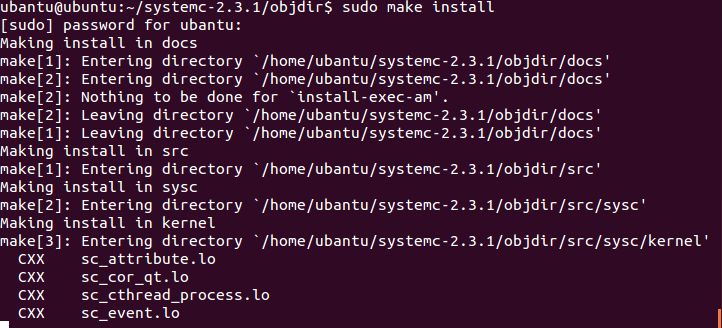 ubantu@ubuntu:~/systemc-2.3.1/objdir$ sudo make install
[sudo] password for ubantu:
Making install in docs
make[1]: Entering directory `/home/ubantu/systemc-2.3.1/objdir/docs'
make[2]: Entering directory `/home/ubantu/systemc-2.3.1/objdir/docs'
make[2]: Nothing to be done for `install-exec-am'.
make[2]: Leaving directory `/home/ubantu/systemc-2.3.1/objdir/docs'
make[1]: Leaving directory `/home/ubantu/systemc-2.3.1/objdir/docs'
Making install in src
make[1]: Entering directory `/home/ubantu/systemc-2.3.1/objdir/src'
Making install in sysc
make[2]: Entering directory `/home/ubantu/systemc-2.3.1/objdir/src/sysc'
Making install in kernel
make[3]: Entering directory `/home/ubantu/systemc-2.3.1/objdir/src/sysc/kernel'
  CXX    sc_attribute.lo
  CXX    sc_cor_qt.lo
  CXX    sc_cthread_process.lo
  CXX    sc_event.lo